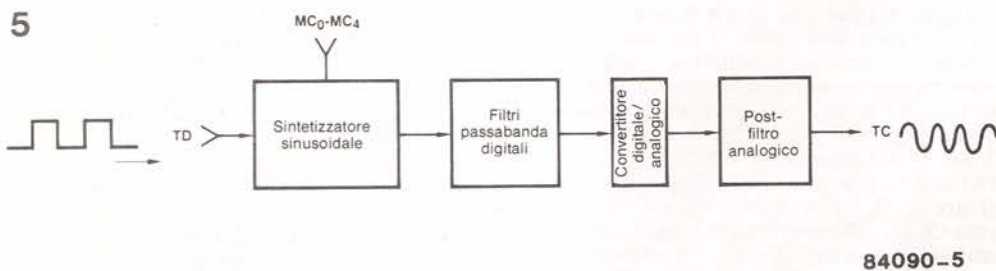 5
MC0-MC4
TD
Sintetizzatore
sinusoidale
Filtri
passabanda
digitali
Convertitore
digitale/
analogico
Post-
filtro
analogico
TC
84090-5